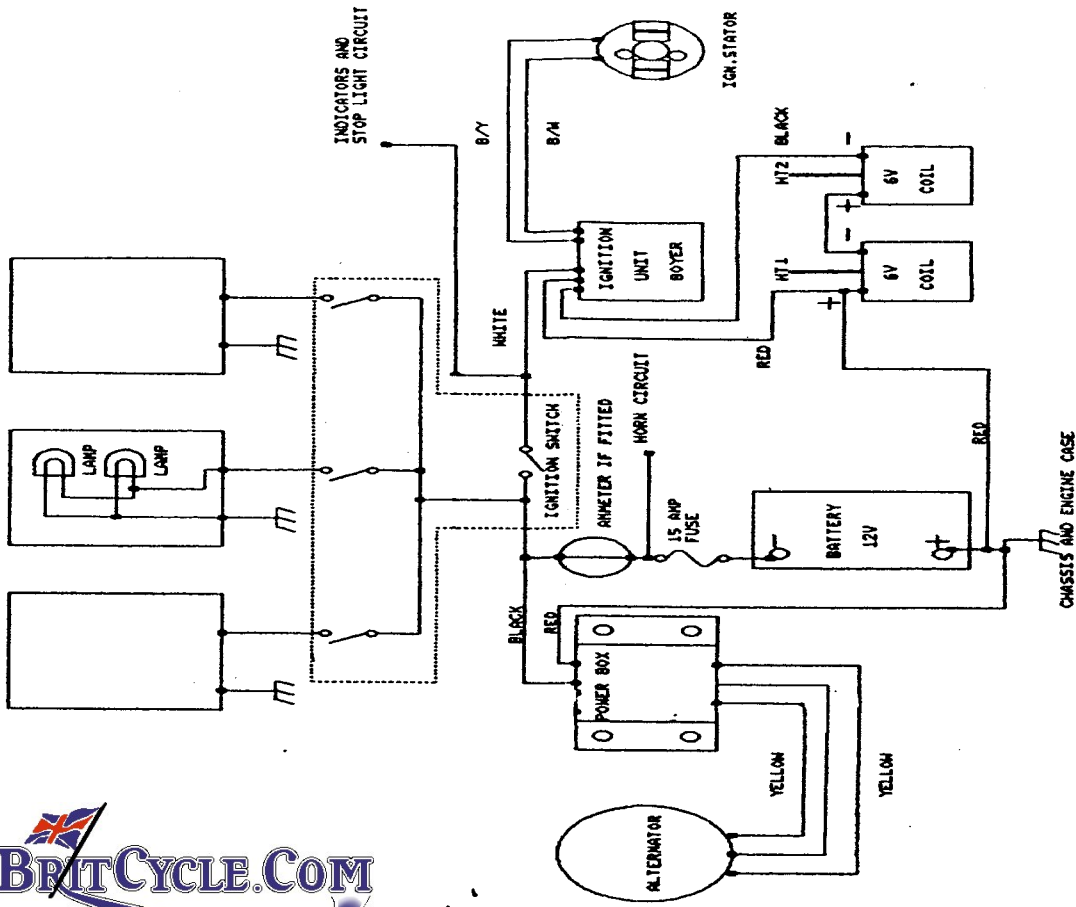 INDICATORS AND
STOP LIGHT CIRCUIT
IGN.STATOR
B/Y
B/W
BLACK
HT2
HT1
-
+
-
+
6V
COIL
6V
COIL
IGNITION
UNIT
BOYER
WHITE
RED
LAMP
LAMP
IGNITION SWITCH
AMMETER IF FITTED
HORN CIRCUIT
15 AMP
FUSE
-
BATTERY
12V
+
RED
CHASSIS AND ENGINE CASE
BLACK
RED
POWER BOX
YELLOW
YELLOW
ALTERNATOR
BRITCYCLE.COM